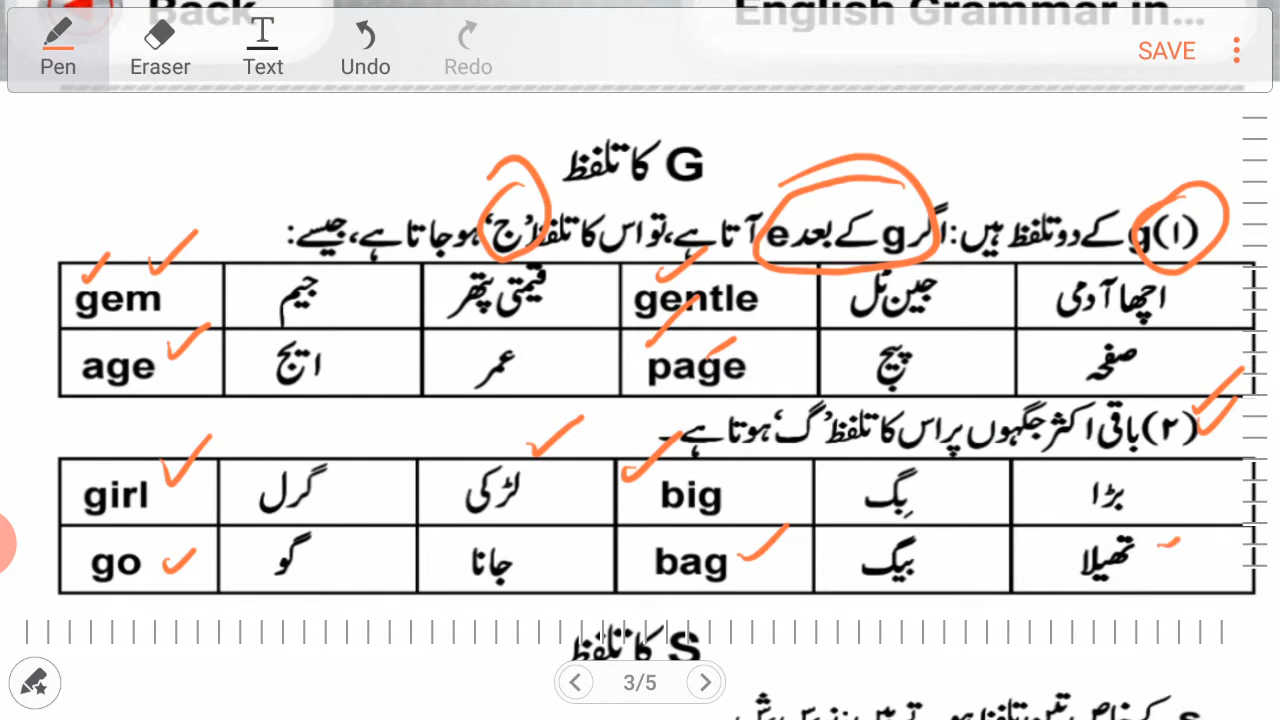 Back English Grammar in...
Pen Eraser Text Undo Redo SAVE
G کا تلفظ
(۱) g کے دو تلفظ ہیں: اگر g کے بعد e آتا ہے، تو اس کا تلفظ ’ج‘ ہو جاتا ہے، جیسے:
gem جیم قیمتی پتھر gentle جین ٹل اچھا آدمی
age ایج عمر page پیج صفحہ
(۲) باقی اکثر جگہوں پر اس کا تلفظ ’گ‘ ہوتا ہے۔
girl گرل لڑکی big بِگ بڑا
go گو جانا bag بیگ تھیلا
S کا تلفظ
3/5